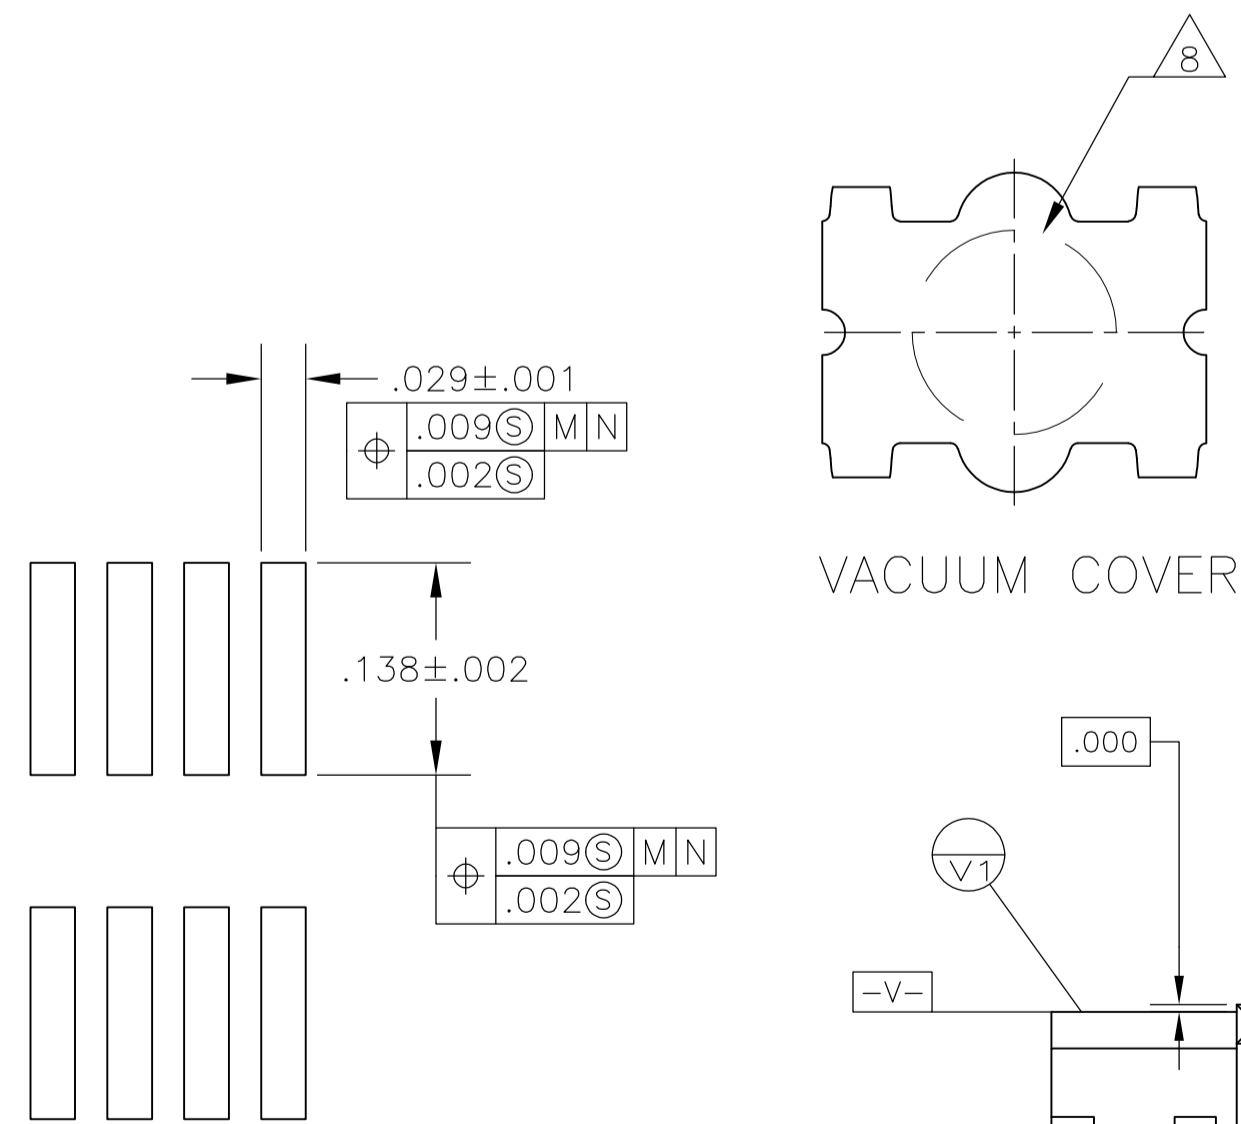 8
.029±.001
⌖ .009Ⓢ M N
.002Ⓢ
VACUUM COVER
.138±.002
.000
⌖ .009Ⓢ M N
.002Ⓢ
V1
-V-